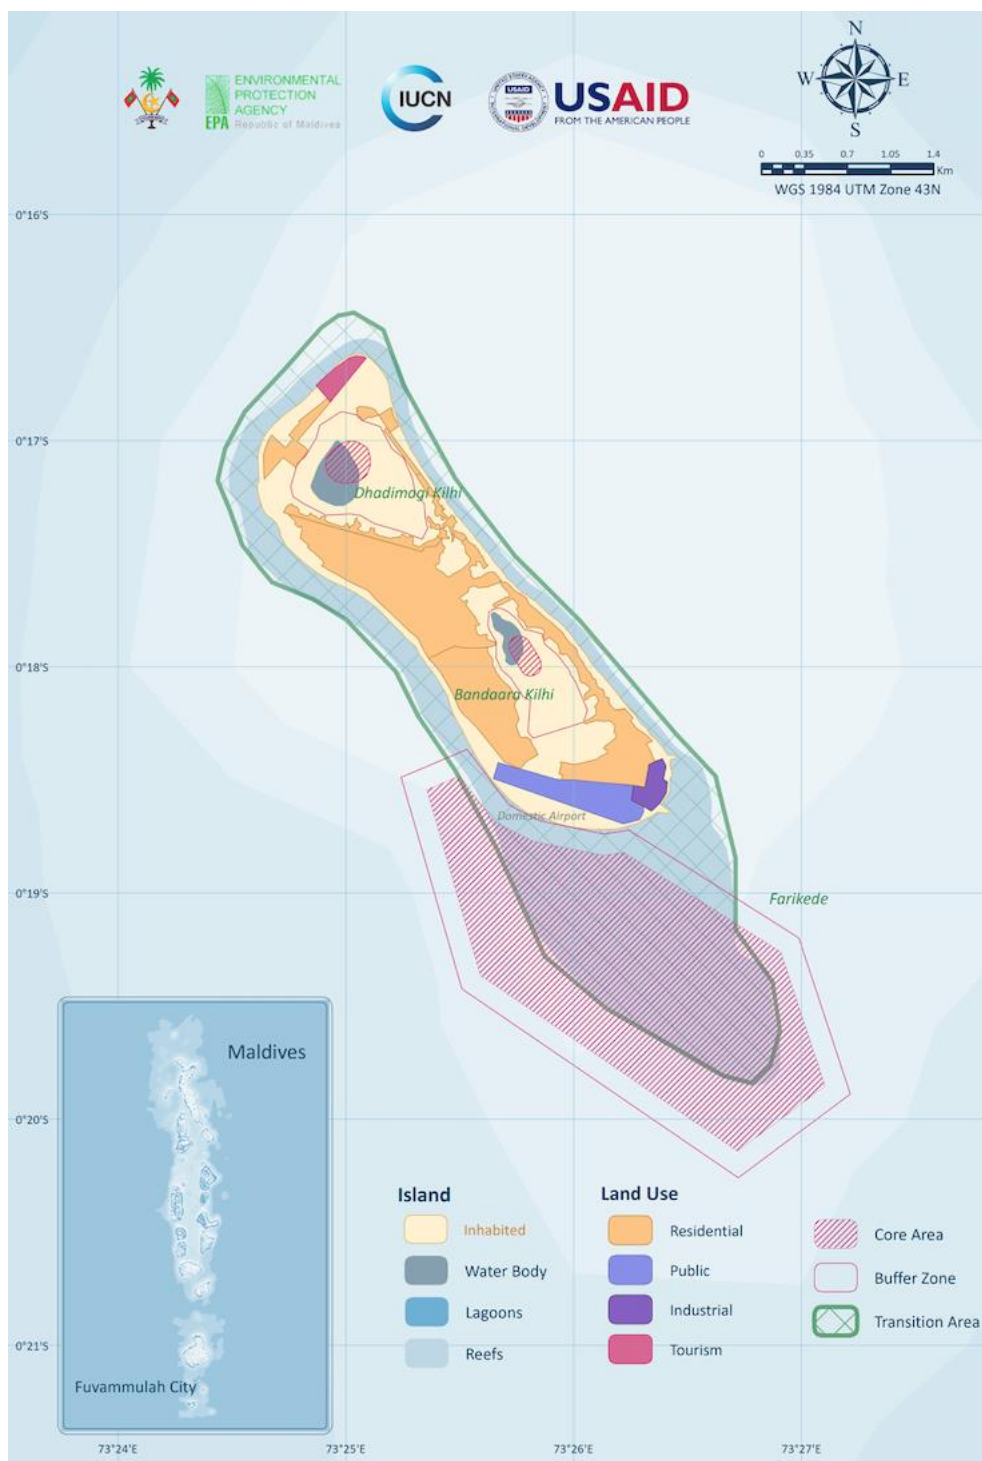 N
W E
S
ENVIRONMENTAL
PROTECTION
AGENCY
EPA Republic of Maldives
IUCN
USAID
USAID
FROM THE AMERICAN PEOPLE
0 0.35 0.7 1.05 1.4
Km
WGS 1984 UTM Zone 43N
0°16'S
0°17'S
Dhadimagi Kilhi
0°18'S
Bandaara Kilhi
Domestic Airport
0°19'S
Farikede
Maldives
Fuvammulah City
0°20'S
0°21'S
Island
Inhabited
Water Body
Lagoons
Reefs
Land Use
Residential
Public
Industrial
Tourism
Core Area
Buffer Zone
Transition Area
73°24'E 73°25'E 73°26'E 73°27'E